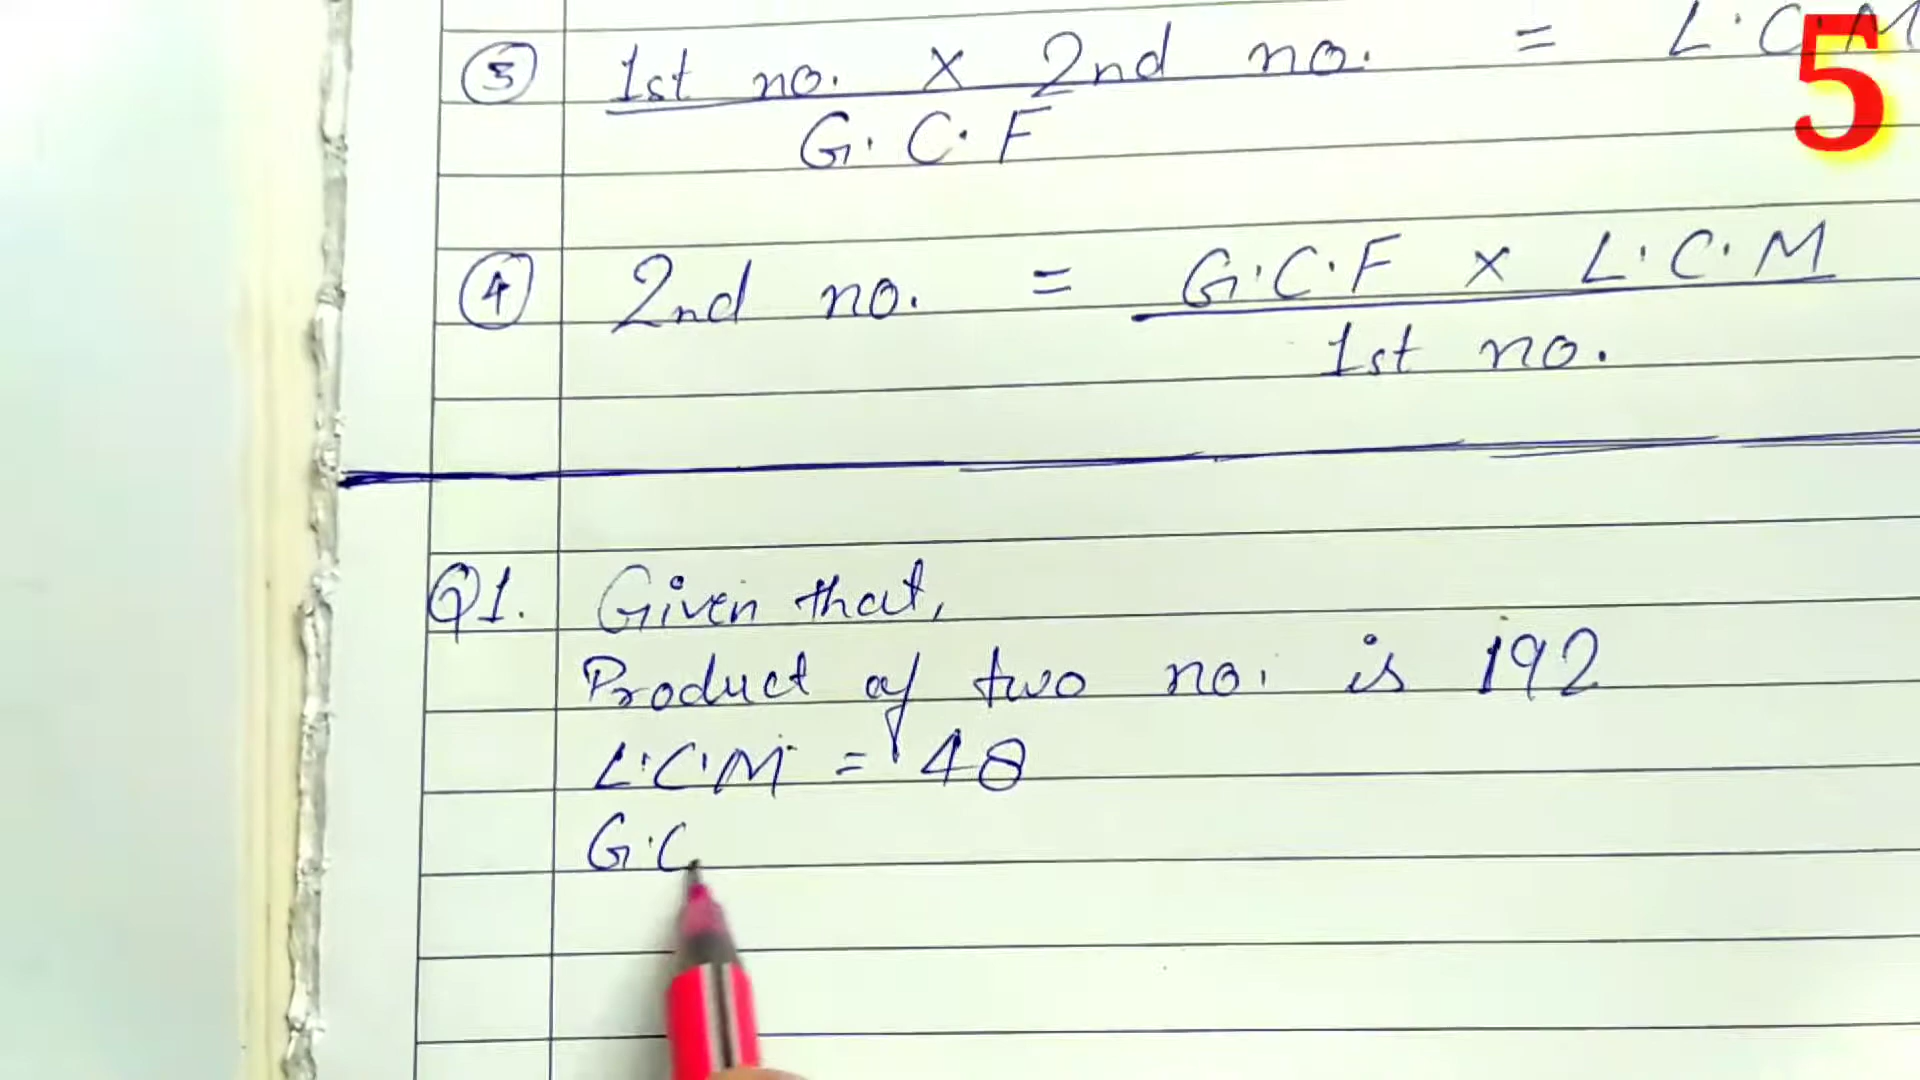 ③ 1st no. × 2nd no. = L.C.M
G.C.F
5
④ 2nd no. = G.C.F × L.C.M
1st no.
Q1. Given that,
Product of two no. is 192
L.C.M = 48
G.C